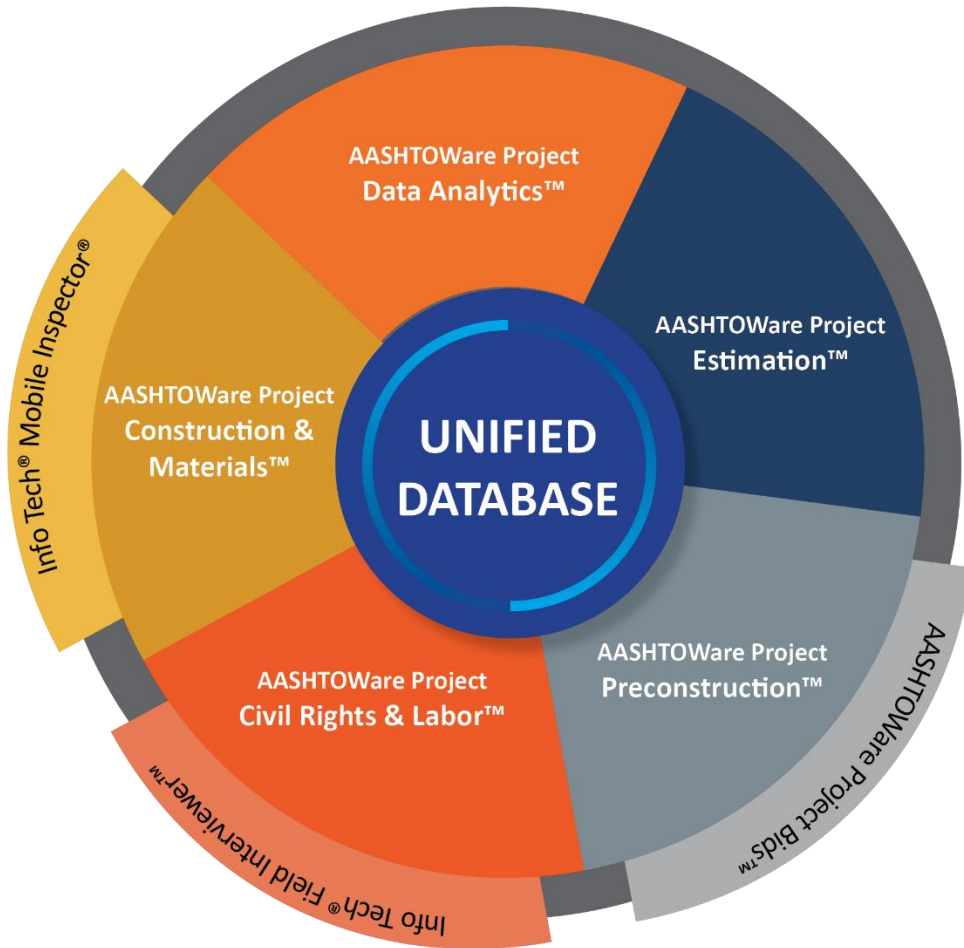 AASHTOWare Project
Data Analytics™
AASHTOWare Project
Estimation™
AASHTOWare Project
Construction &
Materials™
UNIFIED
DATABASE
AASHTOWare Project
Preconstruction™
AASHTOWare Project
Civil Rights & Labor™
Info Tech® Mobile Inspector®
Info Tech® Field Interviewer™
AASHTOWare Project Bids™